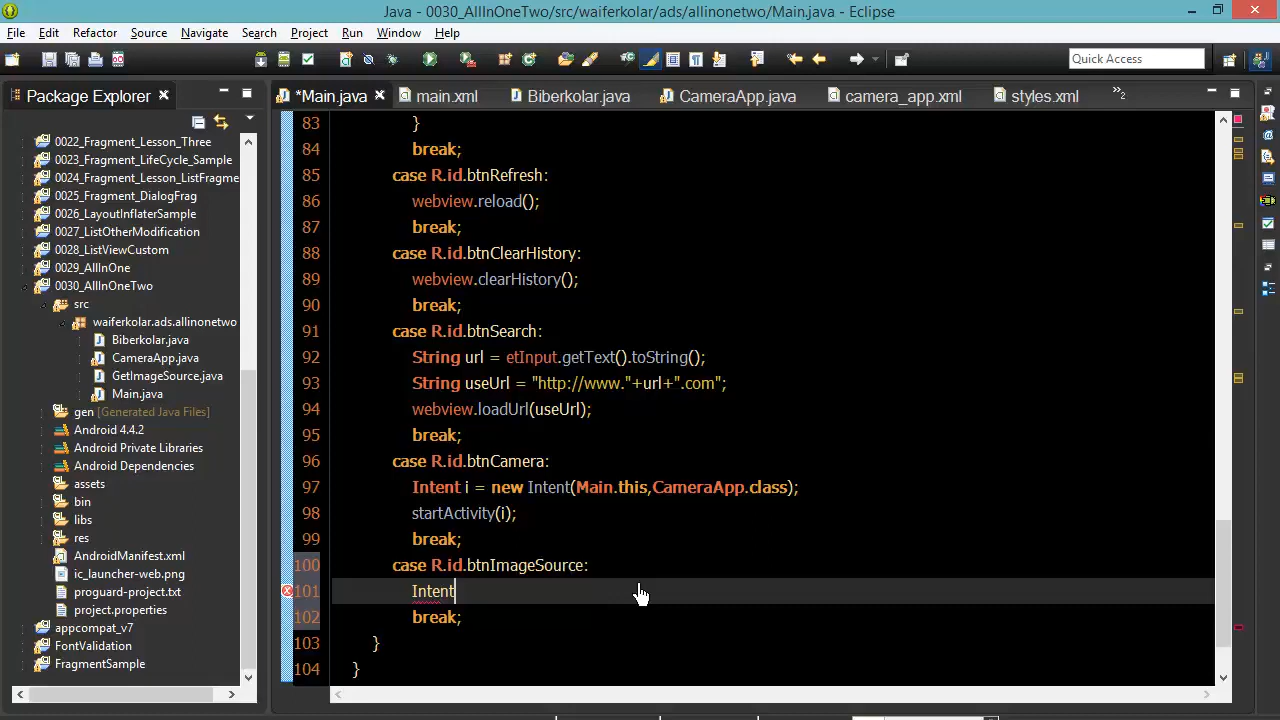 Java - 0030_AllInOneTwo/src/waiferkolar/ads/allinonetwo/Main.java - Eclipse
File Edit Refactor Source Navigate Search Project Run Window Help
Quick Access
Package Explorer
*Main.java main.xml Biberkolar.java CameraApp.java camera_app.xml styles.xml »2
0022_Fragment_Lesson_Three
0023_Fragment_LifeCycle_Sample
0024_Fragment_Lesson_ListFragme
0025_Fragment_DialogFrag
0026_LayoutInflaterSample
0027_ListOtherModification
0028_ListViewCustom
0029_AllInOne
0030_AllInOneTwo
src
waiferkolar.ads.allinonetwo
Biberkolar.java
CameraApp.java
GetImageSource.java
Main.java
gen [Generated Java Files]
Android 4.4.2
Android Private Libraries
Android Dependencies
assets
bin
libs
res
AndroidManifest.xml
ic_launcher-web.png
proguard-project.txt
project.properties
appcompat_v7
FontValidation
FragmentSample
83 }
84 break;
85 case R.id.btnRefresh:
86 webview.reload();
87 break;
88 case R.id.btnClearHistory:
89 webview.clearHistory();
90 break;
91 case R.id.btnSearch:
92 String url = etInput.getText().toString();
93 String useUrl = "http://www."+url+".com";
94 webview.loadUrl(useUrl);
95 break;
96 case R.id.btnCamera:
97 Intent i = new Intent(Main.this,CameraApp.class);
98 startActivity(i);
99 break;
100 case R.id.btnImageSource:
101 Intent
102 break;
103 }
104 }